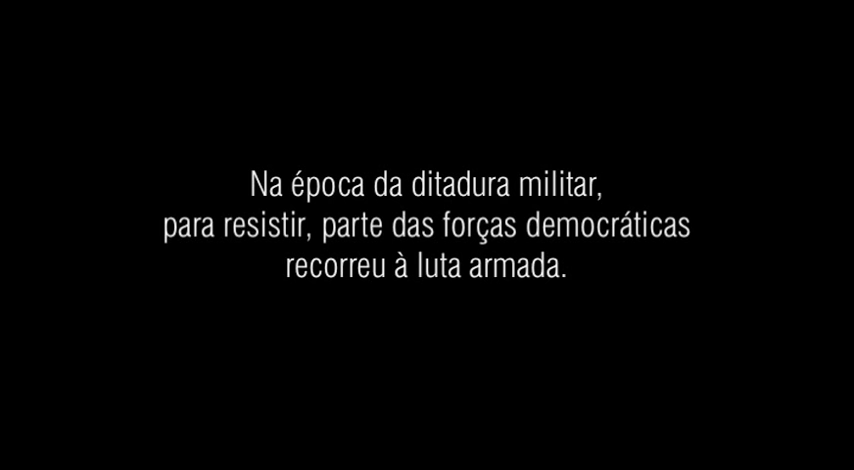 Na época da ditadura militar,
para resistir, parte das forças democráticas
recorreu à luta armada.